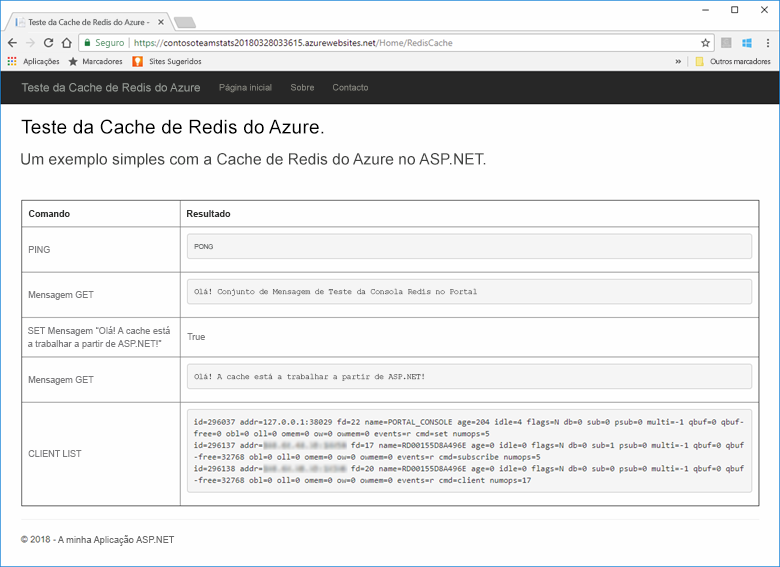 Teste da Cache de Redis do Azure -
Seguro
https://contosoteamstats20180328033615.azurewebsites.net/Home/RedisCache
Aplicações
Marcadores
Sites Sugeridos
»
Outros marcadores
Teste da Cache de Redis do Azure
Página inicial
Sobre
Contacto
Teste da Cache de Redis do Azure.
Um exemplo simples com a Cache de Redis do Azure no ASP.NET.
Comando
Resultado
PING
PONG
Mensagem GET
Olá! Conjunto de Mensagem de Teste da Consola Redis no Portal
SET Mensagem "Olá! A cache está
a trabalhar a partir de ASP.NET!"
True
Mensagem GET
Olá! A cache está a trabalhar a partir de ASP.NET!
CLIENT LIST
id=296037 addr=127.0.0.1:38029 fd=22 name=PORTAL_CONSOLE age=204 idle=4 flags=N db=0 sub=0 psub=0 multi=-1 qbuf=0 qbuf-
free=0 obl=0 oll=0 omem=0 ow=0 owmem=0 events=r cmd=set numops=5
id=296137 addr= fd=17 name=RD00155D8A496E age=0 idle=0 flags=N db=0 sub=1 psub=0 multi=-1 qbuf=0 qbuf
-free=32768 obl=0 oll=0 omem=0 ow=0 owmem=0 events=r cmd=subscribe numops=5
id=296138 addr= fd=20 name=RD00155D8A496E age=0 idle=0 flags=N db=0 sub=0 psub=0 multi=-1 qbuf=0 qbuf
-free=32768 obl=0 oll=0 omem=0 ow=0 owmem=0 events=r cmd=client numops=17
© 2018 - A minha Aplicação ASP.NET